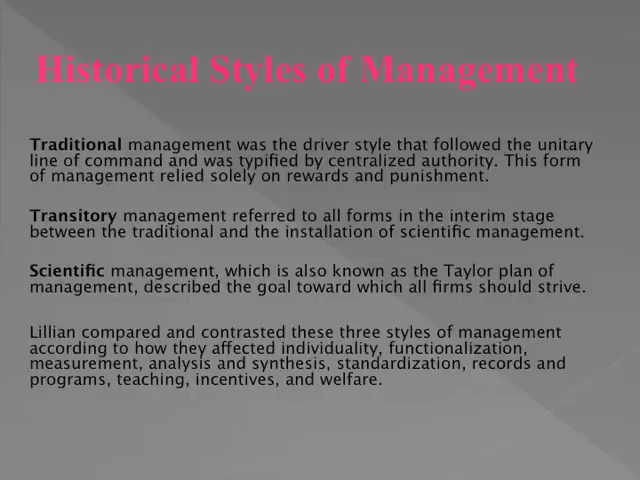 Historical Styles of Management
Traditional management was the driver style that followed the unitary
line of command and was typified by centralized authority. This form
of management relied solely on rewards and punishment.
Transitory management referred to all forms in the interim stage
between the traditional and the installation of scientific management.
Scientific management, which is also known as the Taylor plan of
management, described the goal toward which all firms should strive.
Lillian compared and contrasted these three styles of management
according to how they affected individuality, functionalization,
measurement, analysis and synthesis, standardization, records and
programs, teaching, incentives, and welfare.